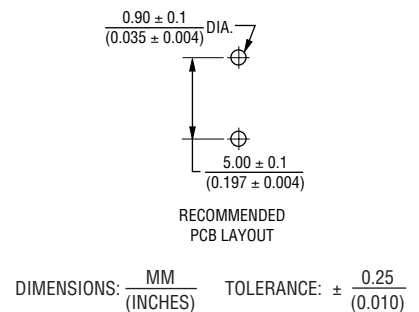 0.90 ± 0.1
(0.035 ± 0.004) DIA.
5.00 ± 0.1
(0.197 ± 0.004)
RECOMMENDED
PCB LAYOUT
DIMENSIONS: MM
(INCHES)
TOLERANCE: ± 0.25
(0.010)